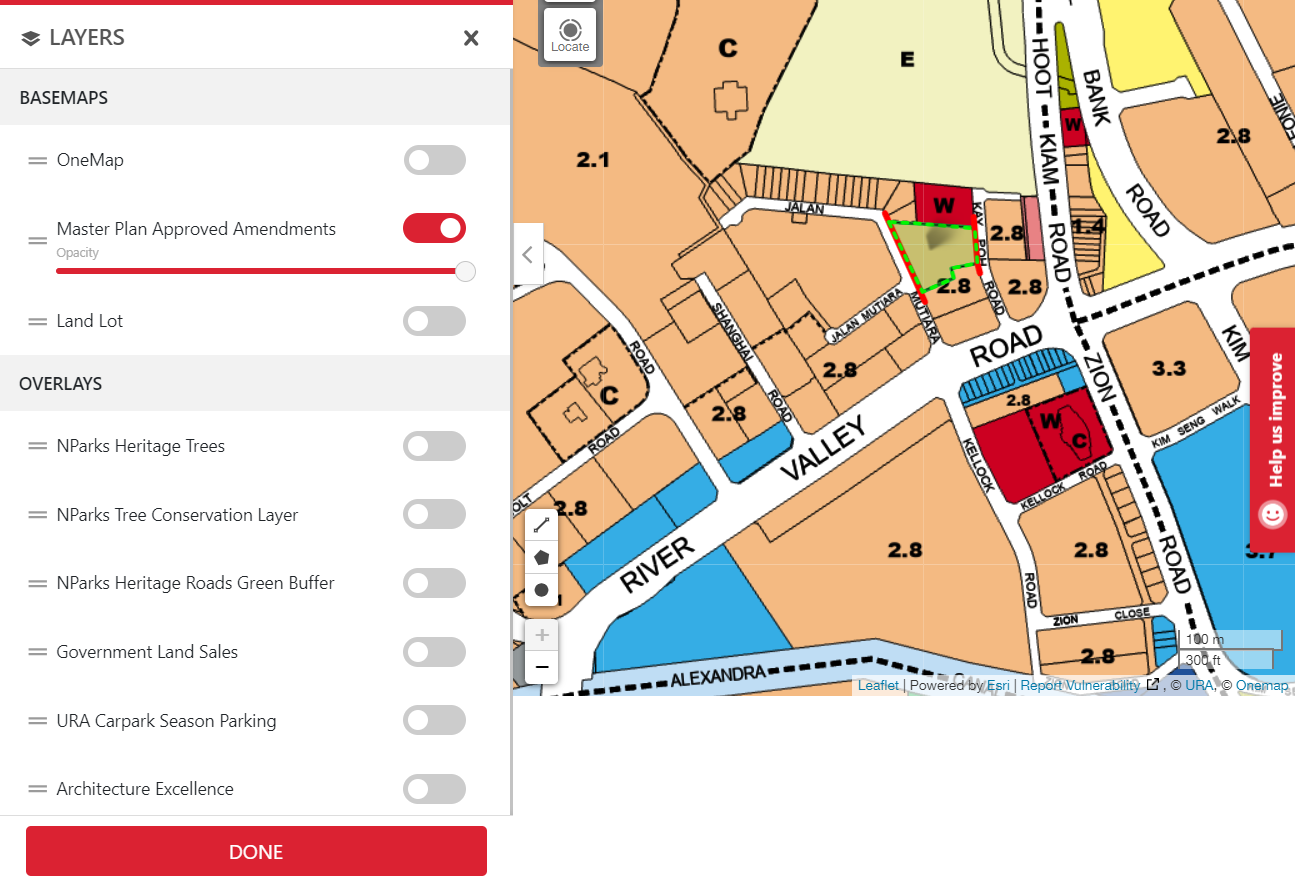 LAYERS
BASEMAPS
OneMap
Master Plan Approved Amendments
Opacity
Land Lot
OVERLAYS
NParks Heritage Trees
NParks Tree Conservation Layer
NParks Heritage Roads Green Buffer
Government Land Sales
URA Carpark Season Parking
Architecture Excellence
DONE
Locate
C
E
HOOT KIAM ROAD
BANK ROAD
W
2.8
2.1
JALAN
W
KAY POH ROAD
2.8
1.4
2.8
2.8
MUTIARA
JALAN MUTIARA
SHANGHAI ROAD
ROAD
RIVER VALLEY ROAD
ZION ROAD
KIM
3.3
KIM SENG WALK
2.8
2.8
W
C
C
ROAD
2.8
KELLOCK ROAD
KELLOCK ROAD
2.8
2.8
2.8
3.7
ZION CLOSE
2.8
ALEXANDRA
Help us improve
+
−
100 m
300 ft
Leaflet | Powered by Esri | Report Vulnerability , © URA, © Onemap